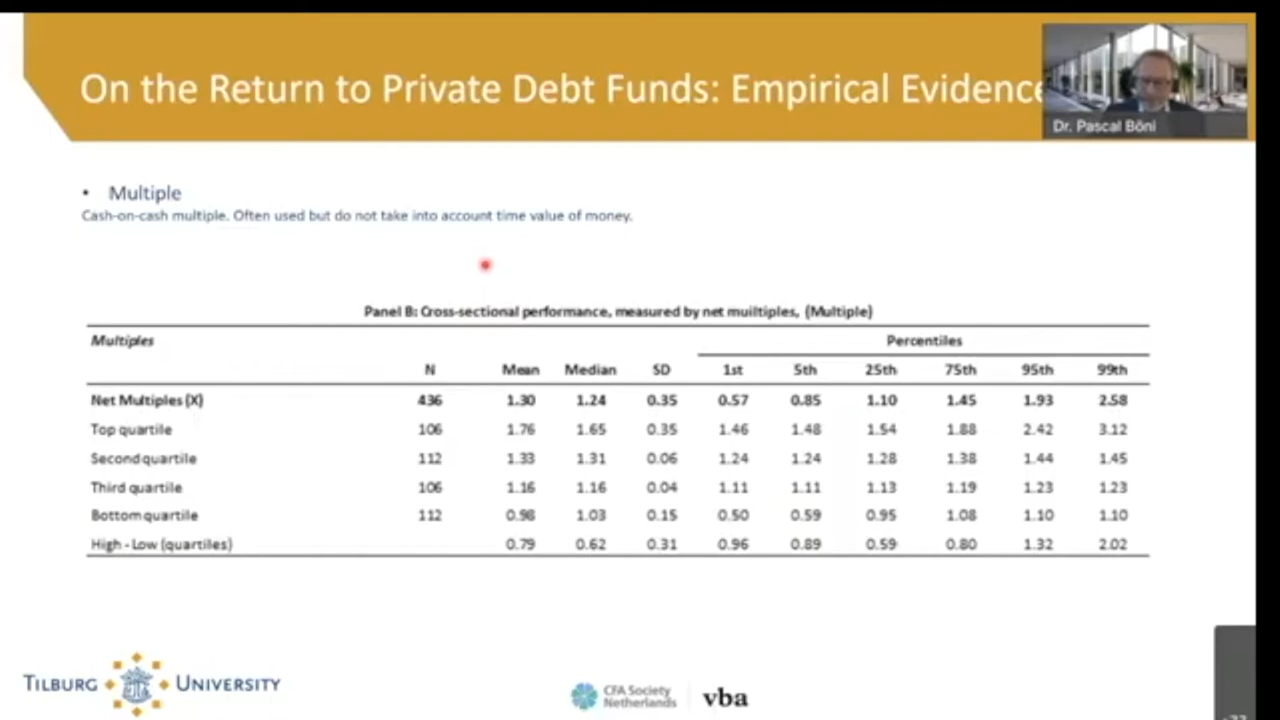 On the Return to Private Debt Funds: Empirical Evidence
Dr. Pascal Böni
• Multiple
Cash-on-cash multiple. Often used but do not take into account time value of money.
Panel B: Cross-sectional performance, measured by net muiltiples, (Multiple)
Multiples Percentiles
N Mean Median SD 1st 5th 25th 75th 95th 99th
Net Multiples (X) 436 1.30 1.24 0.35 0.57 0.85 1.10 1.45 1.93 2.58
Top quartile 106 1.76 1.65 0.35 1.46 1.48 1.54 1.88 2.42 3.12
Second quartile 112 1.33 1.31 0.06 1.24 1.24 1.28 1.38 1.44 1.45
Third quartile 106 1.16 1.16 0.04 1.11 1.11 1.13 1.19 1.23 1.23
Bottom quartile 112 0.98 1.03 0.15 0.50 0.59 0.95 1.08 1.10 1.10
High - Low (quartiles) 0.79 0.62 0.31 0.96 0.89 0.59 0.80 1.32 2.02
TILBURG UNIVERSITY
CFA Society
Netherlands
vba